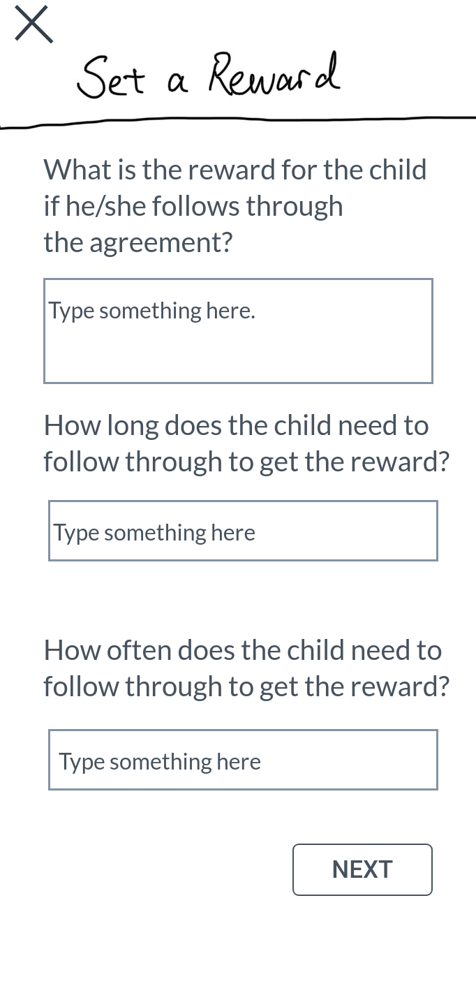 Set a Reward
What is the reward for the child
if he/she follows through
the agreement?
Type something here.
How long does the child need to
follow through to get the reward?
Type something here
How often does the child need to
follow through to get the reward?
Type something here
NEXT